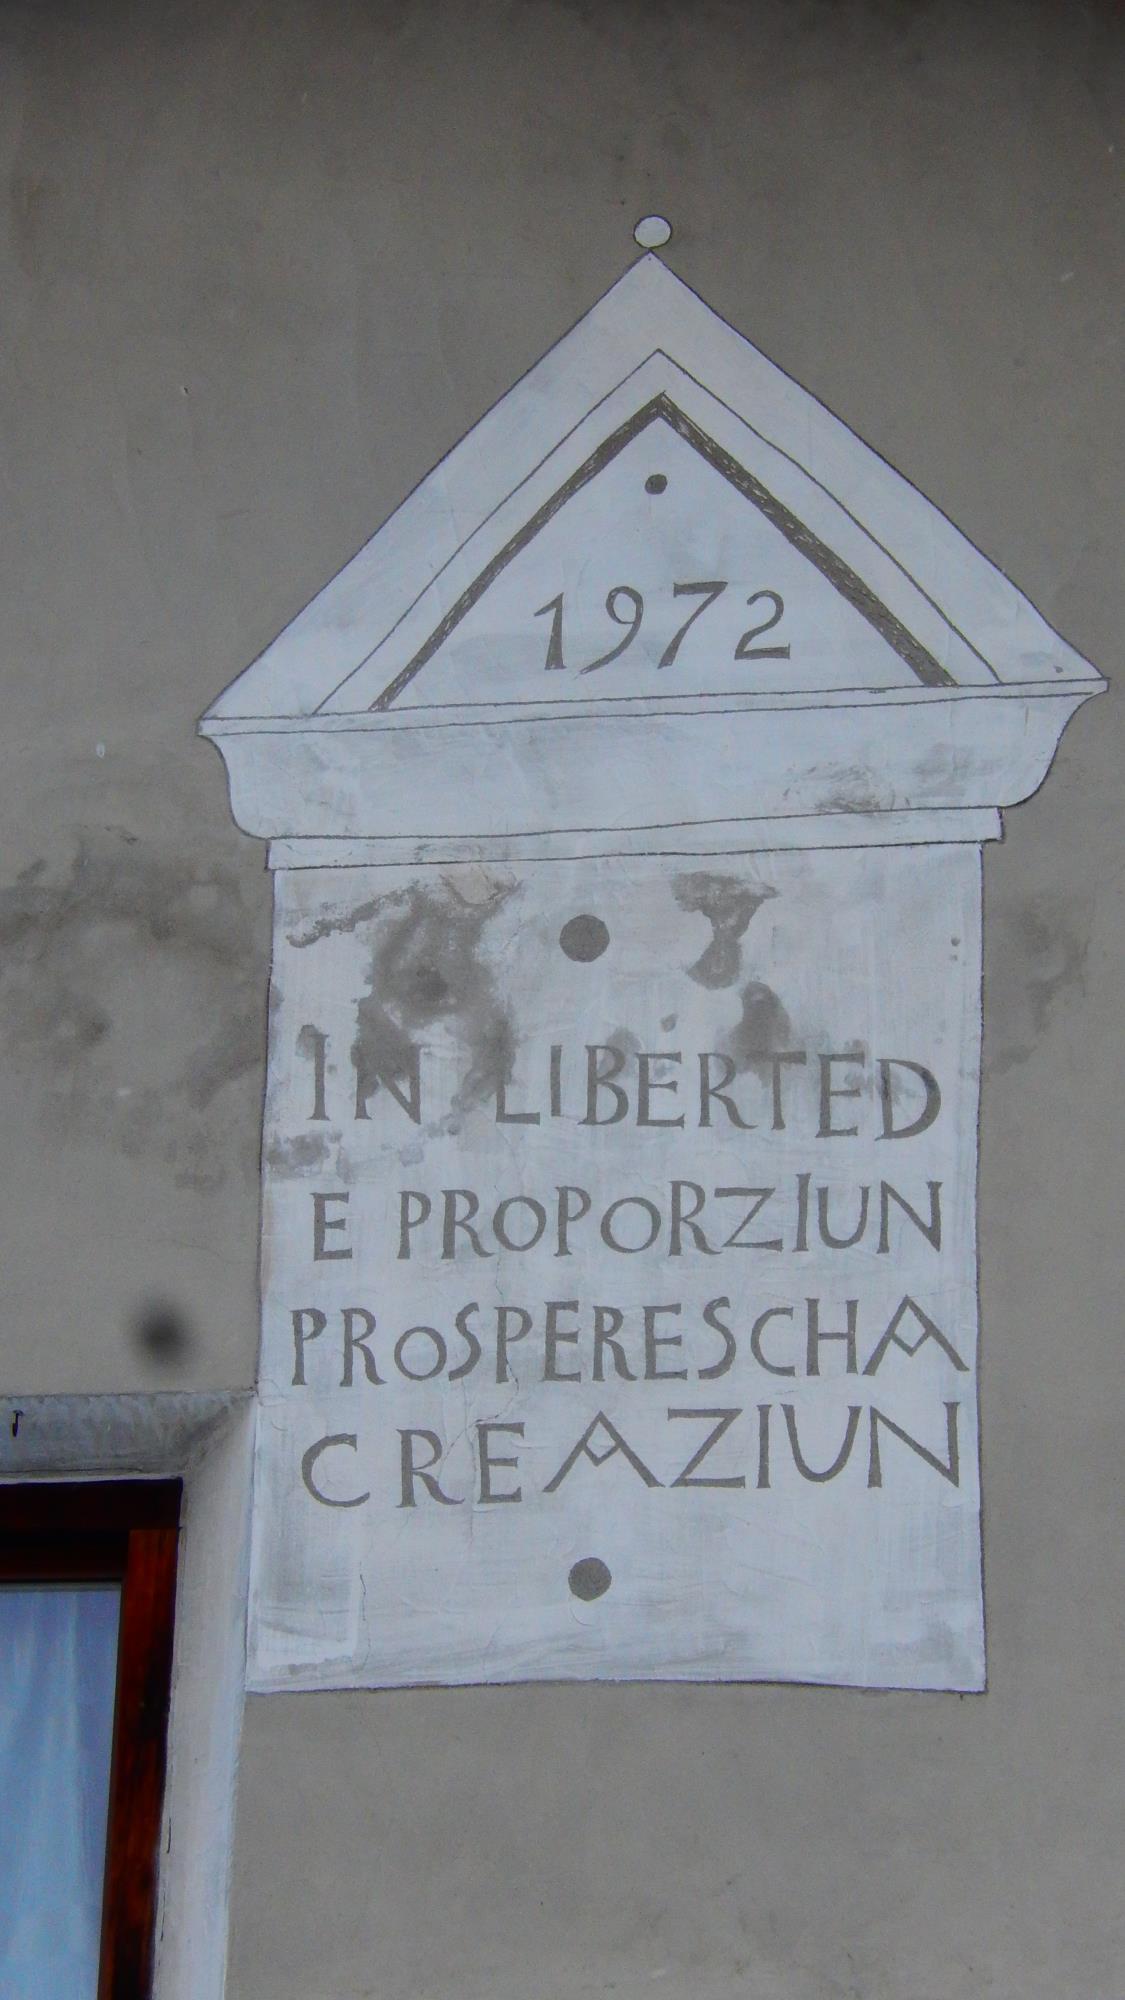 1972
IN LIBERTED
E PROPORZIUN
PROSPERESCHA
CREAZIUN